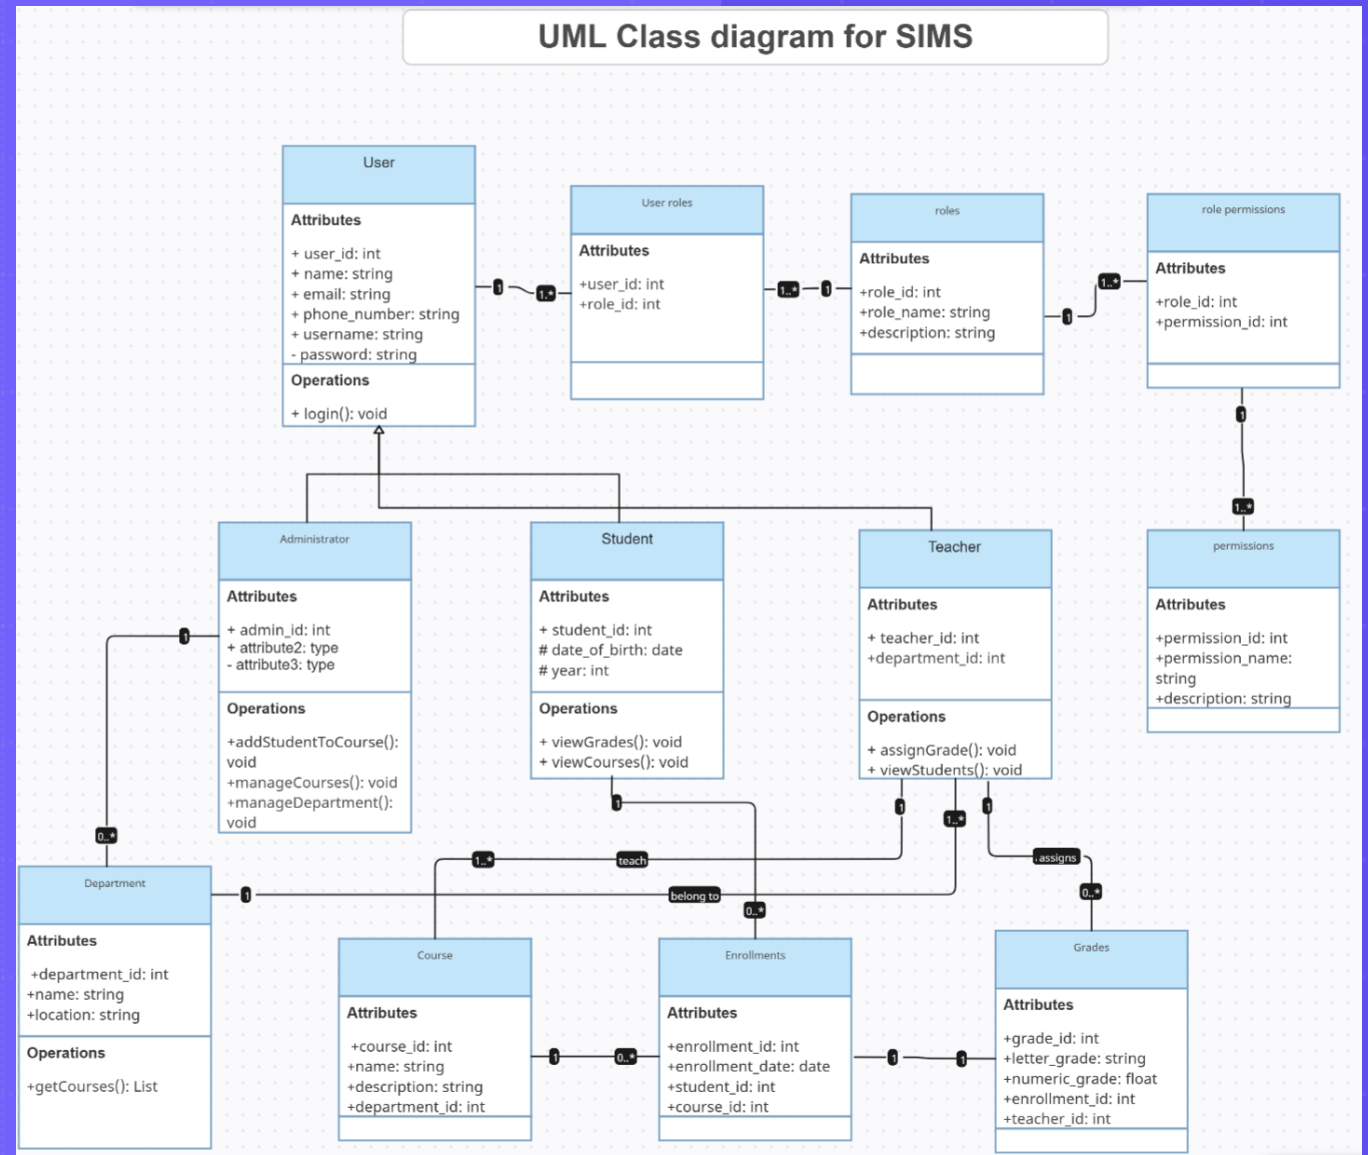 UML Class diagram for SIMS
User
Attributes
+ user_id: int
+ name: string
+ email: string
+ phone_number: string
+ username: string
- password: string
Operations
+ login(): void
1
1.*
User roles
Attributes
+user_id: int
+role_id: int
1..*
1
roles
Attributes
+role_id: int
+role_name: string
+description: string
1
1..*
role permissions
Attributes
+role_id: int
+permission_id: int
1
1..*
Administrator
Attributes
+ admin_id: int
+ attribute2: type
- attribute3: type
Operations
+addStudentToCourse():
void
+manageCourses(): void
+manageDepartment():
void
Student
Attributes
+ student_id: int
# date_of_birth: date
# year: int
Operations
+ viewGrades(): void
+ viewCourses(): void
Teacher
Attributes
+ teacher_id: int
+department_id: int
Operations
+ assignGrade(): void
+ viewStudents(): void
permissions
Attributes
+permission_id: int
+permission_name:
string
+description: string
1
0..*
1
1
1..*
1
1..*
teach
assigns
1
belong to
0..*
0..*
Department
Attributes
+department_id: int
+name: string
+location: string
Operations
+getCourses(): List
Course
Attributes
+course_id: int
+name: string
+description: string
+department_id: int
1
0..*
Enrollments
Attributes
+enrollment_id: int
+enrollment_date: date
+student_id: int
+course_id: int
1
1
Grades
Attributes
+grade_id: int
+letter_grade: string
+numeric_grade: float
+enrollment_id: int
+teacher_id: int